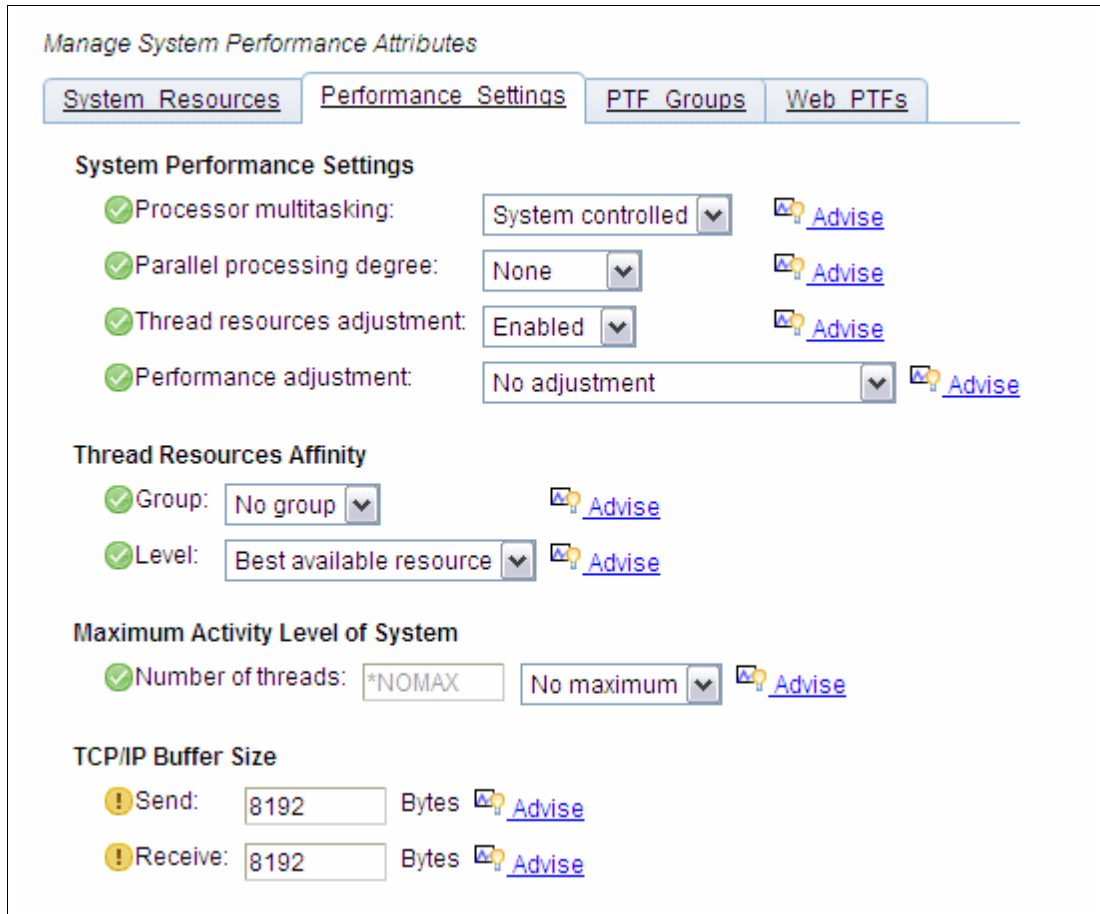 Manage System Performance Attributes
System Resources Performance Settings PTF Groups Web PTFs
System Performance Settings
Processor multitasking: System controlled Advise
Parallel processing degree: None Advise
Thread resources adjustment: Enabled Advise
Performance adjustment: No adjustment Advise
Thread Resources Affinity
Group: No group Advise
Level: Best available resource Advise
Maximum Activity Level of System
Number of threads: *NOMAX No maximum Advise
TCP/IP Buffer Size
Send: 8192 Bytes Advise
Receive: 8192 Bytes Advise